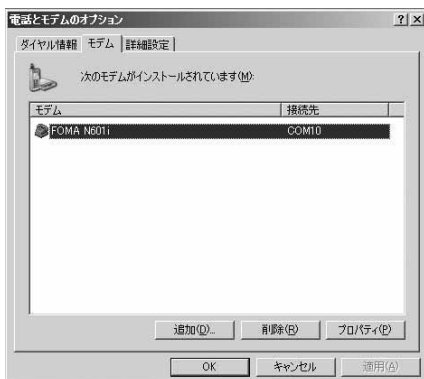 電話とモデムのオプション
ダイヤル情報 モデム 詳細設定
次のモデムがインストールされています(M):
モデム 接続先
FOMA N601i COM10
追加(D)... 削除(R) プロパティ(P)
OK キャンセル 適用(A)